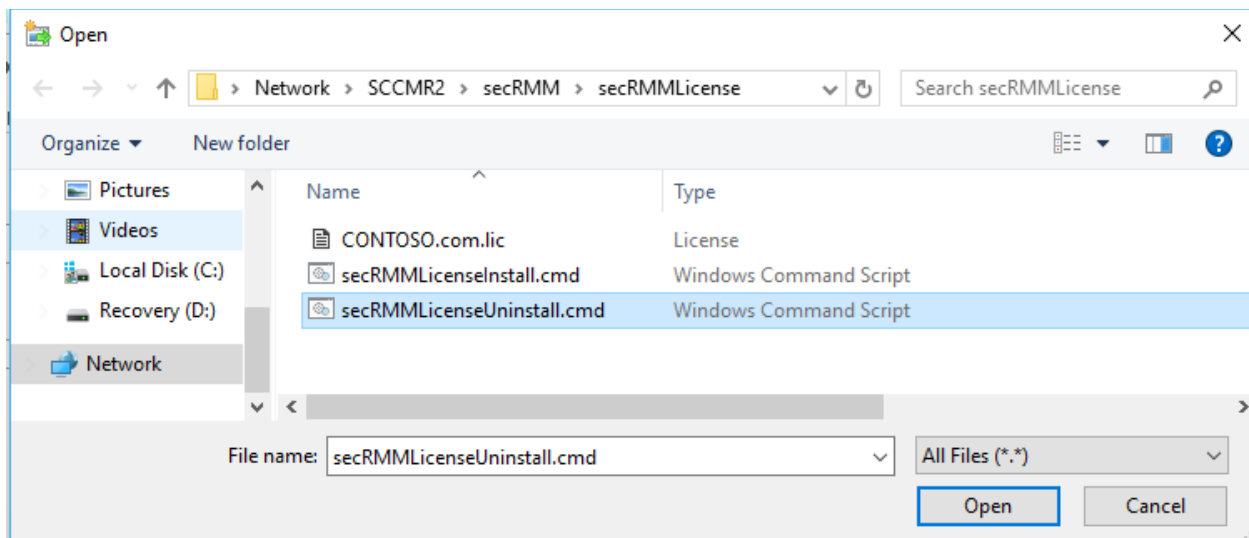 Open
Network > SCCMR2 > secRMM > secRMMLicense
Search secRMMLicense
Organize
New folder
?
Pictures
Videos
Local Disk (C:)
Recovery (D:)
Network
Name
Type
CONTOSO.com.lic
License
secRMMLicenseInstall.cmd
Windows Command Script
secRMMLicenseUninstall.cmd
Windows Command Script
File name:
secRMMLicenseUninstall.cmd
All Files (*.*)
Open
Cancel